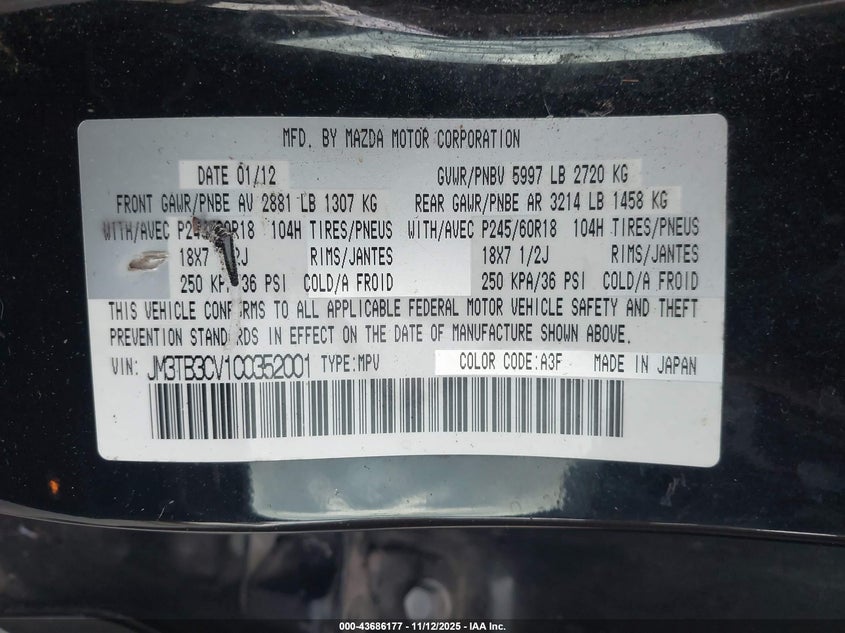 MFD. BY MAZDA MOTOR CORPORATION
DATE 01/12 GVWR/PNBV 5997 LB 2720 KG
FRONT GAWR/PNBE AV 2881 LB 1307 KG REAR GAWR/PNBE AR 3214 LB 1458 KG
WITH/AVEC 104H TIRES/PNEUS WITH/AVEC P245/60R18 104H TIRES/PNEUS
18X7 RIMS/JANTES 18X7 1/2J RIMS/JANTES
250 KPA/36 PSI COLD/A FROID 250 KPA/36 PSI COLD/A FROID
THIS VEHICLE CONFORMS TO ALL APPLICABLE FEDERAL MOTOR VEHICLE SAFETY AND THEFT
PREVENTION STANDARDS IN EFFECT ON THE DATE OF MANUFACTURE SHOWN ABOVE.
VIN: JM3TB3CV1C0352001 TYPE:MPV COLOR CODE:A3F MADE IN JAPAN
000-43686177 - 11/12/2025 - IAA Inc.